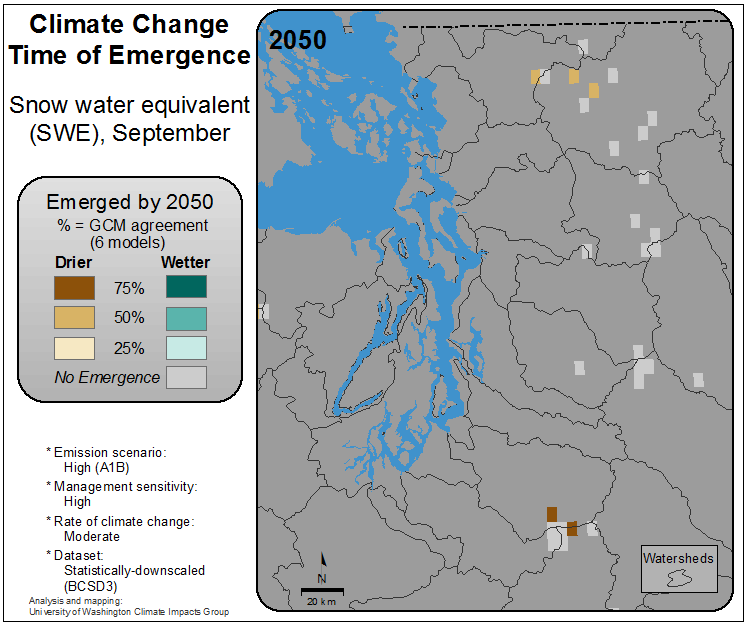 Climate Change
Time of Emergence
Snow water equivalent
(SWE), September
Emerged by 2050
% = GCM agreement
(6 models)
Drier Wetter
75%
50%
25%
No Emergence
* Emission scenario:
High (A1B)
* Management sensitivity:
High
* Rate of climate change:
Moderate
* Dataset:
Statistically-downscaled
(BCSD3)
Analysis and mapping:
University of Washington Climate Impacts Group
2050
N
20 km
Watersheds